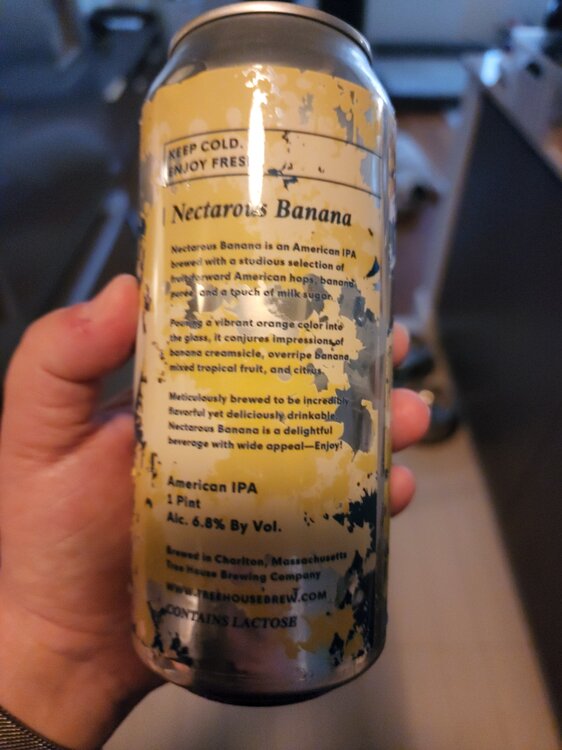 KEEP COLD.
ENJOY FRESH
Nectarous Banana
Nectarous Banana is an American IPA
brewed with a studious selection of
fruit-forward American hops, banana
puree and a touch of milk sugar.
Pouring a vibrant orange color into
the glass, it conjures impressions of
banana creamsicle, overripe banana,
mixed tropical fruit, and citrus.
Meticulously brewed to be incredibly
flavorful yet deliciously drinkable
Nectarous Banana is a delightful
beverage with wide appeal—Enjoy!
American IPA
1 Pint
Alc. 6.8% By Vol.
Brewed in Charlton, Massachusetts
Tree House Brewing Company
WWW.TREEHOUSEBREW.COM
CONTAINS LACTOSE